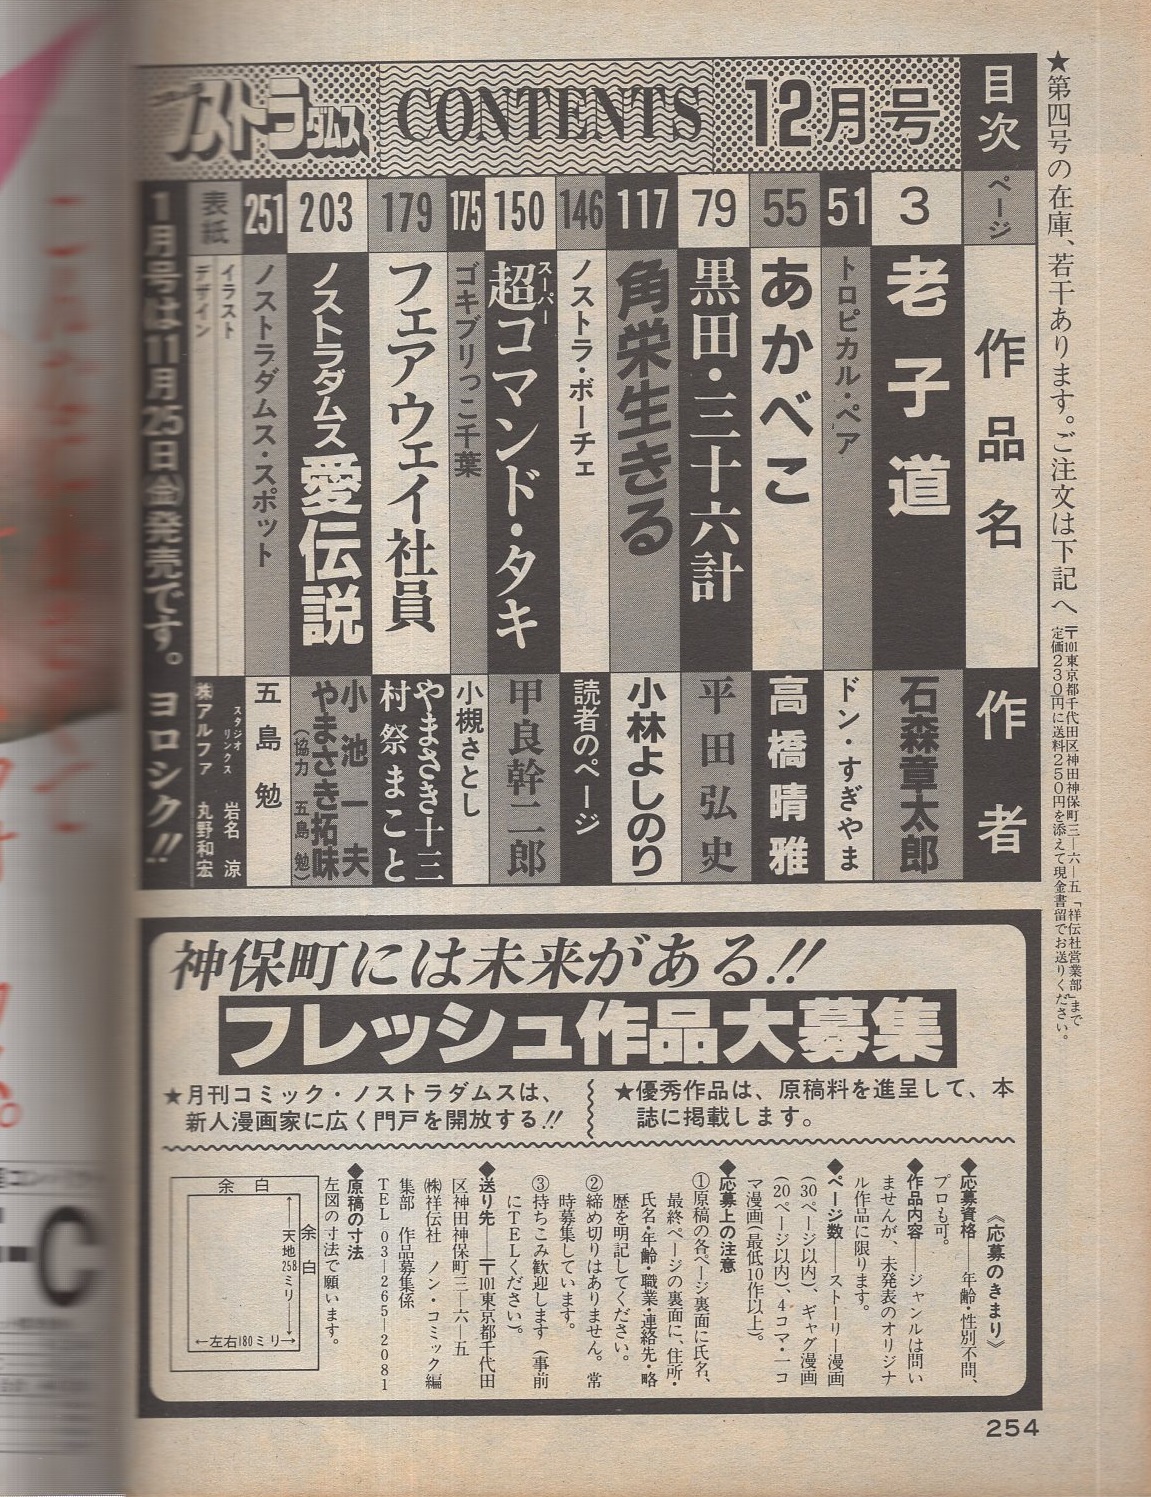 ★第四号の在庫、若干あります。ご注文は下記へ
〒101東京都千代田区神田神保町三―六―五「祥伝社営業部」まで
定価230円に送料250円を添えて現金書留でお送りください。
目次
12月号
CONTENTS
ノストラダムス
ページ
作品名
作者
3
老子道
石森章太郎
51
トロピカル・ペア
ドン・すぎやま
55
あかべこ
高橋晴雅
79
黒田・三十六計
平田弘史
117
角栄生きる
小林よしのり
146
ノストラ・ボーチェ
読者のページ
150
超コマンド・タキ
スーパー
甲良幹二郎
175
ゴキブリっこ千葉
小槻さとし
179
フェアウェイ社員
やまさき十三
村祭まこと
203
ノストラダムス愛伝説
小池一夫
やまさき拓味
(協力 五島勉)
251
ノストラダムス・スポット
五島勉
表紙
イラスト
スタジオリンクス 岩名涼
デザイン
㈱アルファ 丸野和宏
1月号は11月25日㊎発売です。ヨロシク!!
神保町には未来がある!!
フレッシュ作品大募集
★月刊コミック・ノストラダムスは、
新人漫画家に広く門戸を開放する!!
★優秀作品は、原稿料を進呈して、本
誌に掲載します。
《応募のきまり》
◆応募資格――年齢・性別不問、
プロも可。
◆作品内容――ジャンルは問い
ませんが、未発表のオリジナ
ル作品に限ります。
◆ページ数――ストーリー漫画
(30ページ以内)、ギャグ漫画
(20ページ以内)、4コマ・一コ
マ漫画(最低10作以上)。
◆応募上の注意
①原稿の各ページ裏面に氏名、
最終ページの裏面に、住所・
氏名・年齢・職業・連絡先・略
歴を明記してください。
②締め切りはありません。常
時募集しています。
③持ちこみ歓迎します(事前
にTELください)。
◆送り先――〒101東京都千代田
区神田神保町三―六―五
㈱祥伝社 ノン・コミック編
集部 作品募集係
TEL 03―265―2081
◆原稿の寸法
左図の寸法で願います。
余白
余白
天地258ミリ
←左右180ミリ→
254